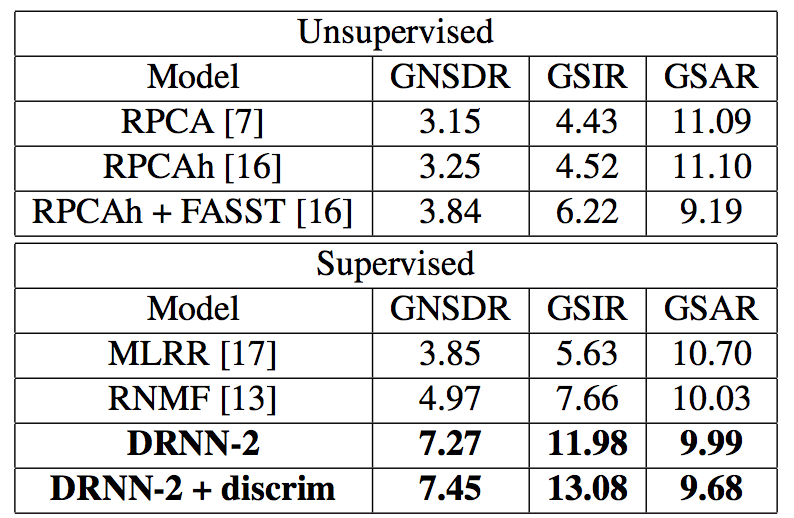 Unsupervised
Model GNSDR GSIR GSAR
RPCA [7] 3.15 4.43 11.09
RPCAh [16] 3.25 4.52 11.10
RPCAh + FASST [16] 3.84 6.22 9.19
Supervised
Model GNSDR GSIR GSAR
MLRR [17] 3.85 5.63 10.70
RNMF [13] 4.97 7.66 10.03
DRNN-2 7.27 11.98 9.99
DRNN-2 + discrim 7.45 13.08 9.68